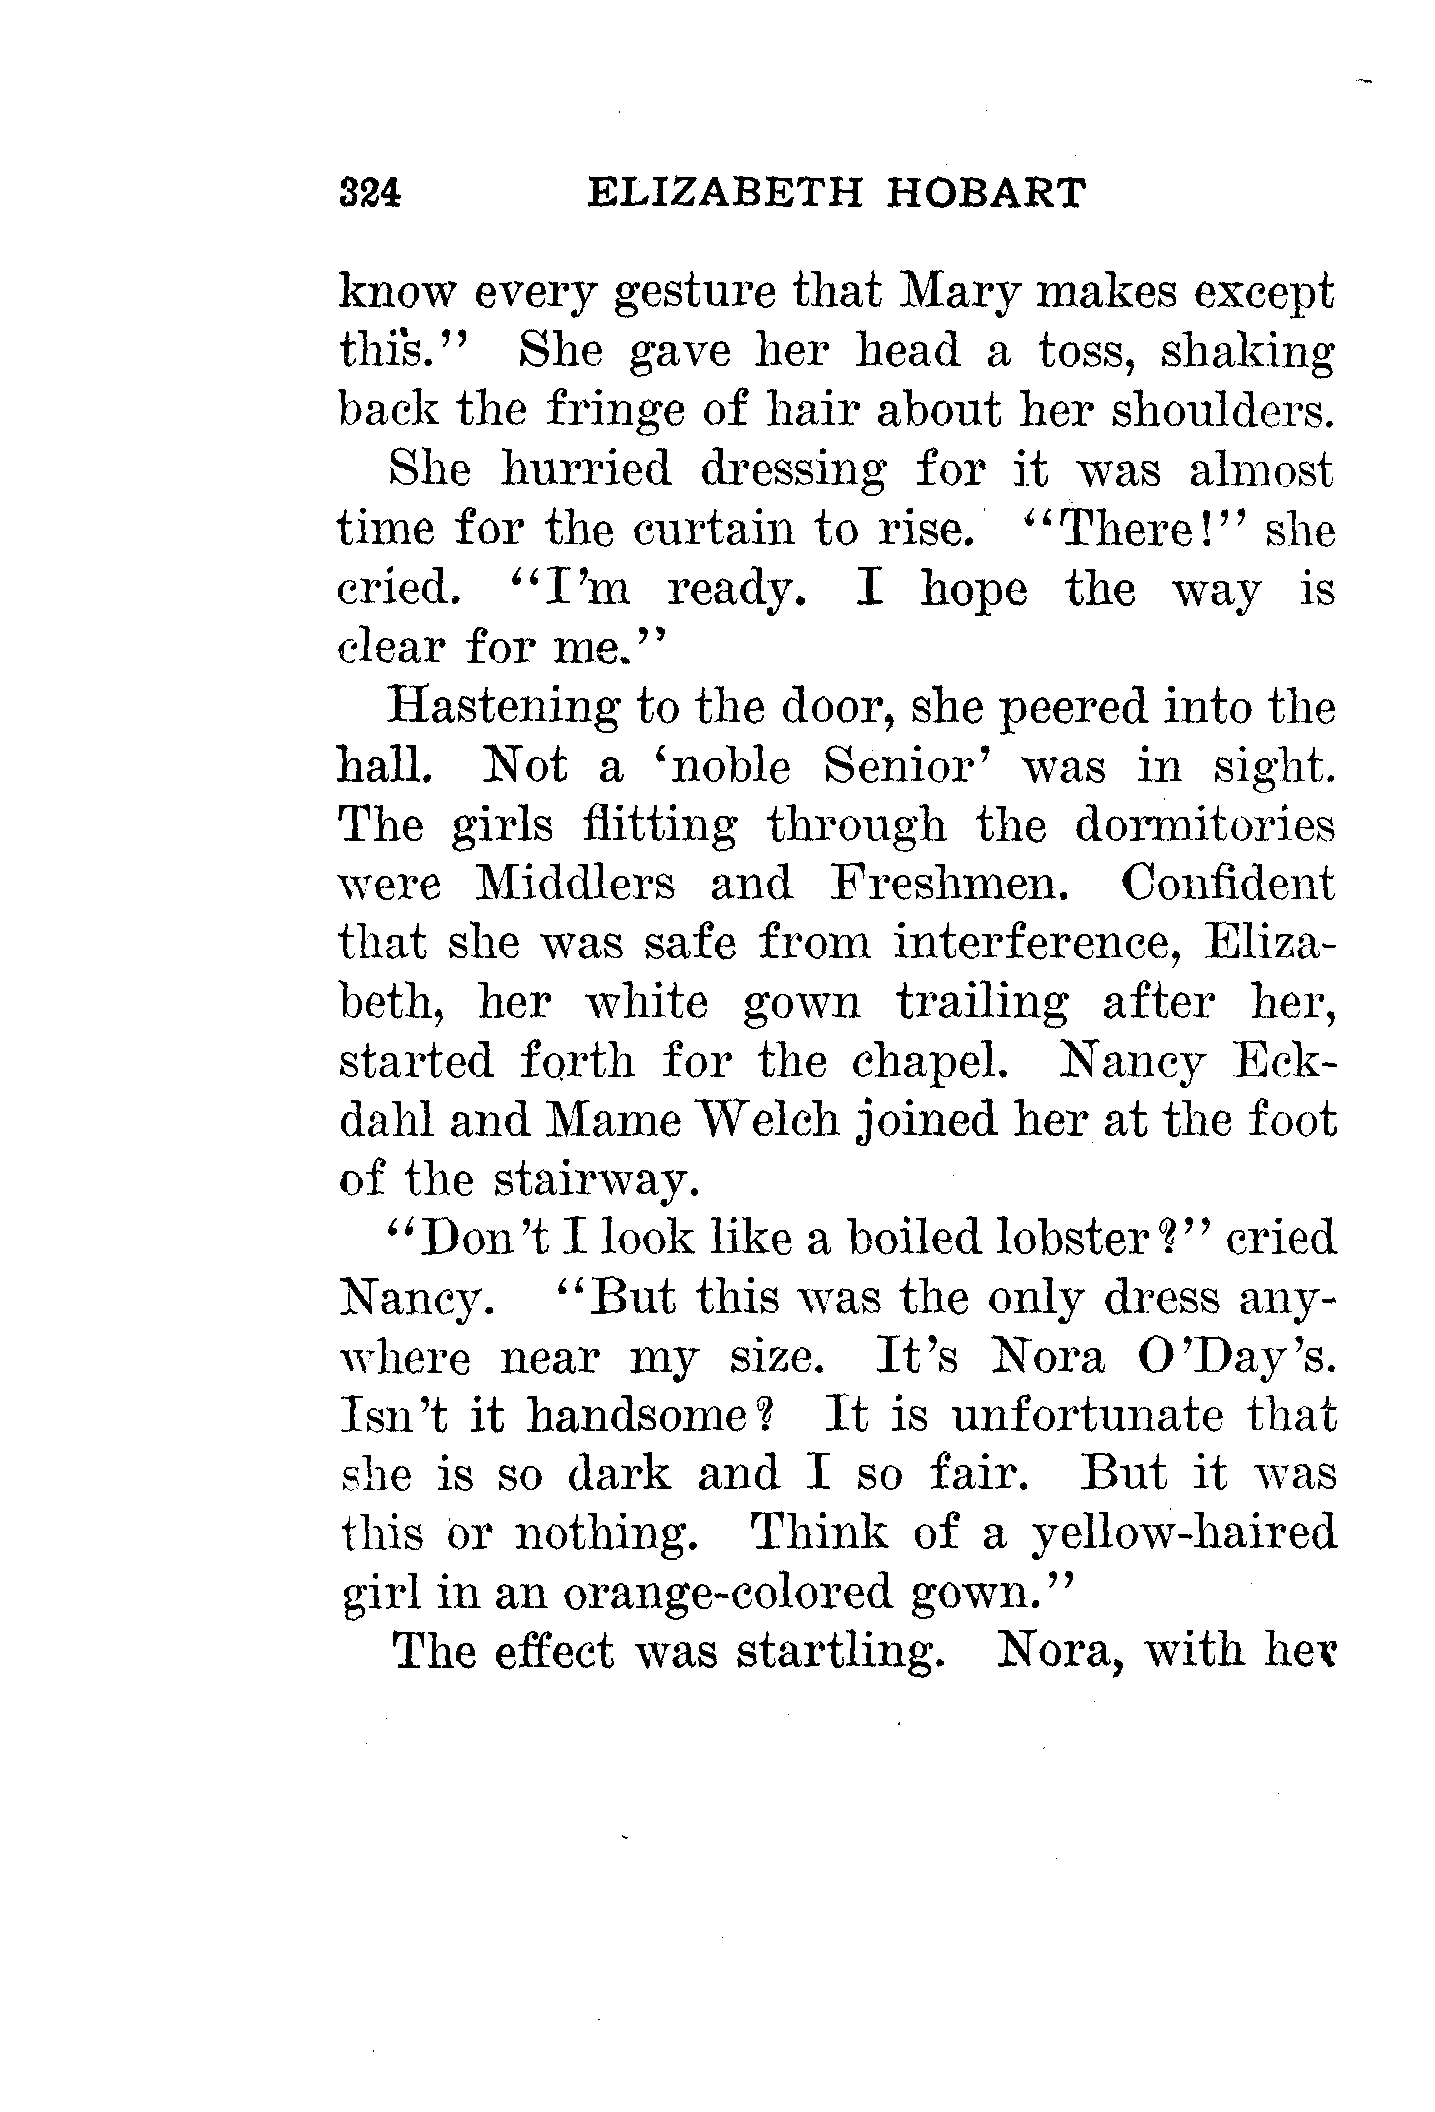 324 ELIZABETH HOBART
know every gesture that Mary makes except
this." She gave her head a toss, shaking
back the fringe of hair about her shoulders.
She hurried dressing for it was almost
time for the curtain to rise. "There!" she
cried. "I'm ready. I hope the way is
clear for me."
Hastening to the door, she peered into the
hall. Not a 'noble Senior' was in sight.
The girls flitting through the dormitories
were Middlers and Freshmen. Confident
that she was safe from interference, Eliza-
beth, her white gown trailing after her,
started forth for the chapel. Nancy Eck-
dahl and Mame Welch joined her at the foot
of the stairway.
"Don't I look like a boiled lobster?" cried
Nancy. "But this was the only dress any-
where near my size. It's Nora O'Day's.
Isn't it handsome? It is unfortunate that
she is so dark and I so fair. But it was
this or nothing. Think of a yellow-haired
girl in an orange-colored gown."
The effect was startling. Nora, with her